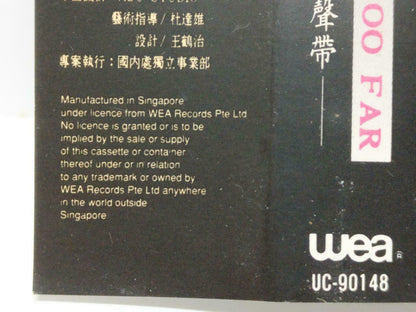 藝術指導/杜達雄
設計/王鶴治
專案執行：國內處獨立事業部
Manufactured in Singapore
under licence from WEA Records Pte Ltd
No licence is granted or is to be
implied by the sale or supply
of this cassette or container
thereof under or in relation
to any trademark or owned by
WEA Records Pte Ltd anywhere
in the world outside
Singapore
聲帶
OO FAR
wea
UC-90148